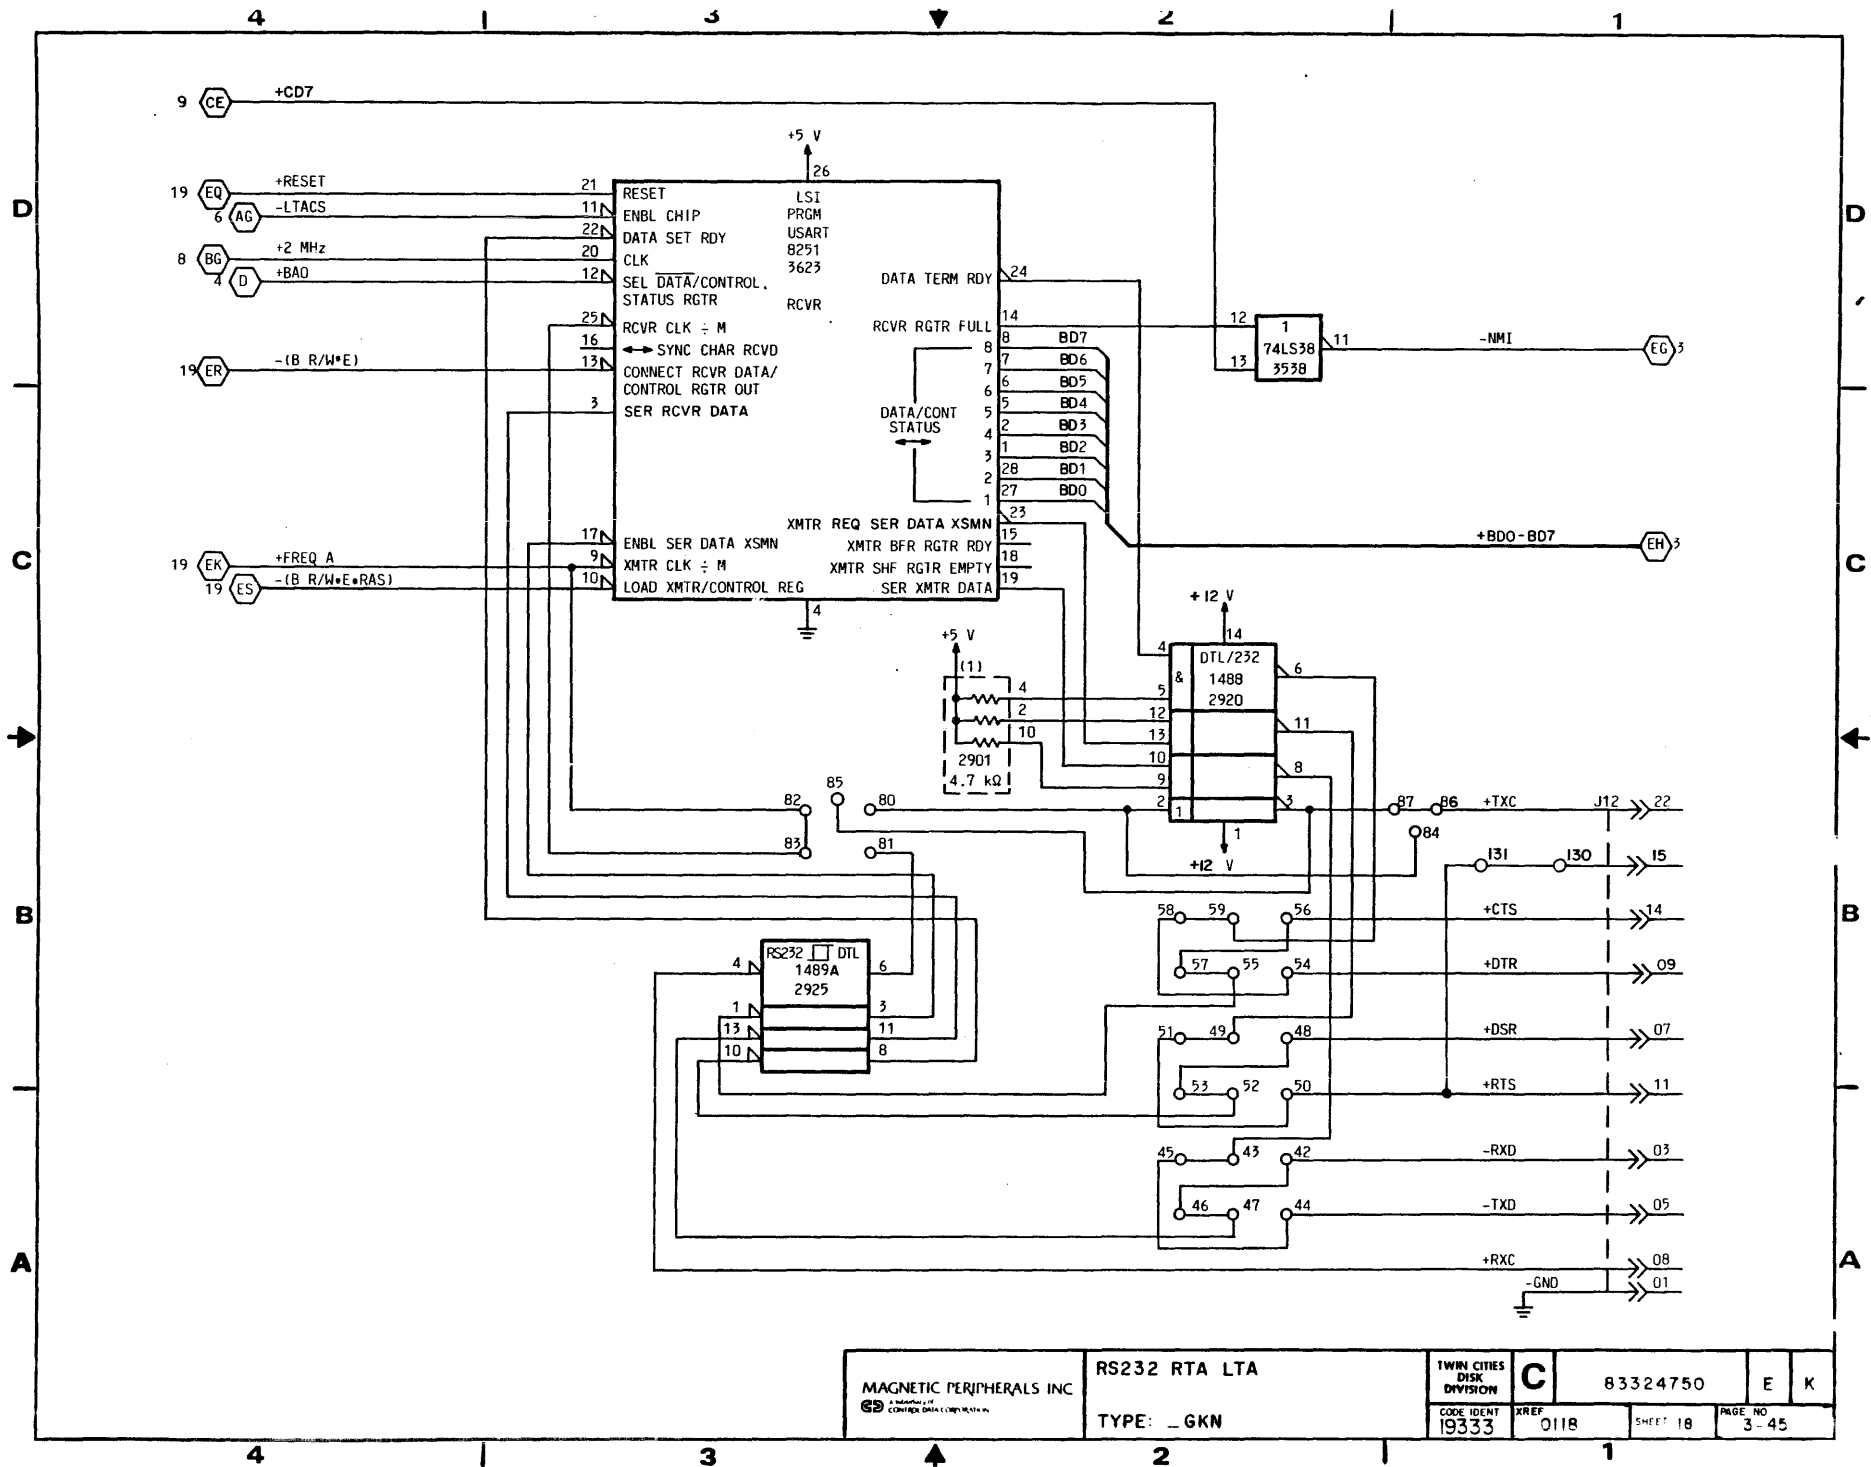 4 3 2 1
9 CE +CD7
+5 V
26
19 EQ +RESET 21 RESET
6 AG -LTACS 11 ENBL CHIP
22 DATA SET RDY
8 BG +2 MHz 20 CLK
4 D +BA0 12 SEL DATA/CONTROL,
STATUS RGTR
LSI
PRGM
USART
8251
3623
RCVR
25 RCVR CLK ÷ M
16 ↔ SYNC CHAR RCVD
19 ER -(B R/W•E) 13 CONNECT RCVR DATA/
CONTROL RGTR OUT
3 SER RCVR DATA
DATA TERM RDY 24
RCVR RGTR FULL 14
8 8 BD7
7 7 BD6
6 6 BD5
5 5 BD4
4 2 BD3
3 1 BD2
2 28 BD1
1 27 BD0
DATA/CONT
STATUS
12 1 11 -NMI EG 3
74LS38
13 3538
XMTR REQ SER DATA XSMN 23
XMTR BFR RGTR RDY 15
XMTR SHF RGTR EMPTY 18
SER XMTR DATA 19
+BD0-BD7 EH 3
17 ENBL SER DATA XSMN
19 EK +FREQ A 9 XMTR CLK ÷ M
19 ES -(B R/W•E•RAS) 10 LOAD XMTR/CONTROL REG
4
+5 V
(1)
4
2
10
2901
4.7 kΩ
+12 V
14
4 DTL/232 6
& 1488
5 2920
12 11
13
10 8
9
2 1 3
1
+12 V
82 85 80
83 81
87 86 +TXC J12 22
84
131 130 15
58 59 56 +CTS 14
57 55 54 +DTR 09
51 49 48 +DSR 07
53 52 50 +RTS 11
45 43 42 -RXD 03
46 47 44 -TXD 05
+RXC 08
-GND 01
RS232 DTL
4 1489A 6
2925
1 3
13 11
10 8
D D
C C
B B
A A
MAGNETIC PERIPHERALS INC
a subsidiary of
CONTROL DATA CORPORATION
RS232 RTA LTA
TYPE: _GKN
TWIN CITIES
DISK
DIVISION
C 83324750 E K
CODE IDENT
19333
XREF
0118
SHEET 18
PAGE NO
3-45
4 3 2 1